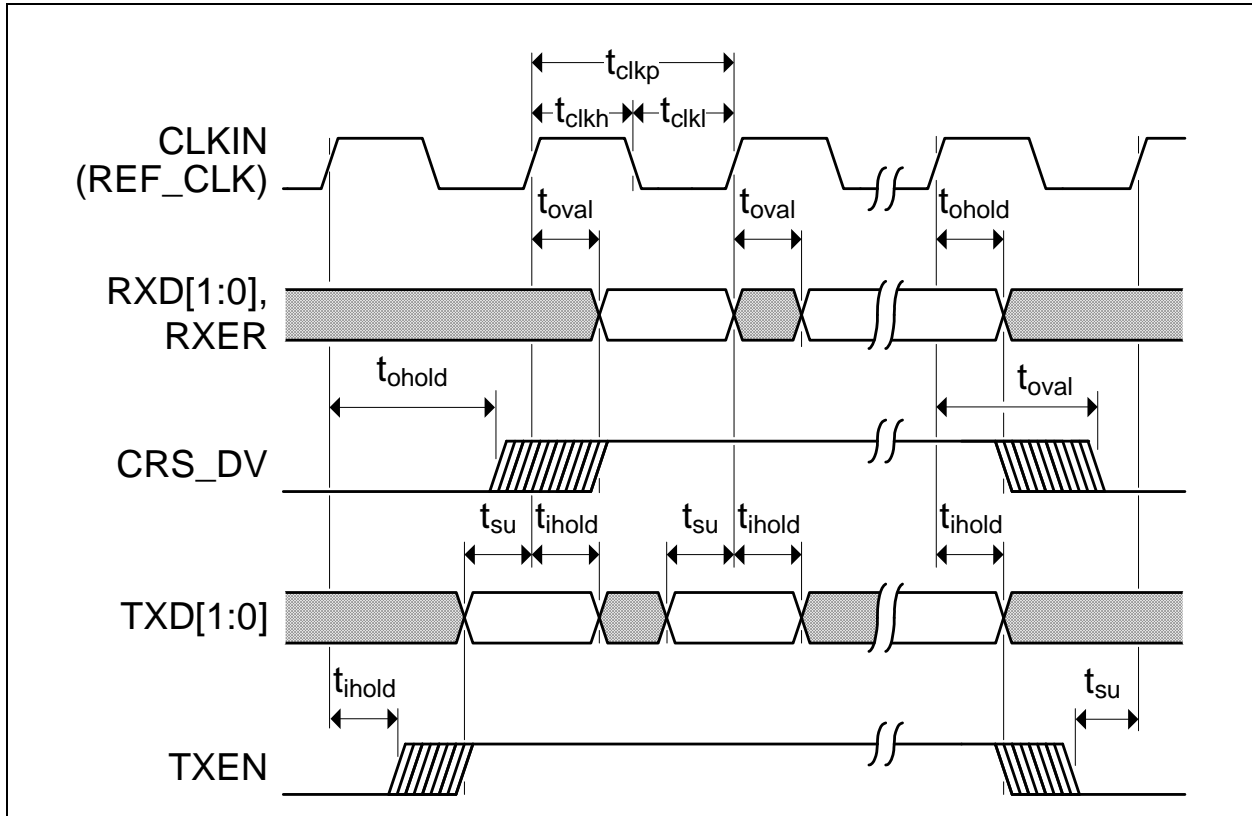 tclkp
tclkh tclkl
CLKIN
(REF_CLK)
toval toval tohold
RXD[1:0],
RXER
tohold toval
CRS_DV
tsu tihold tsu tihold tihold
TXD[1:0]
tihold tsu
TXEN